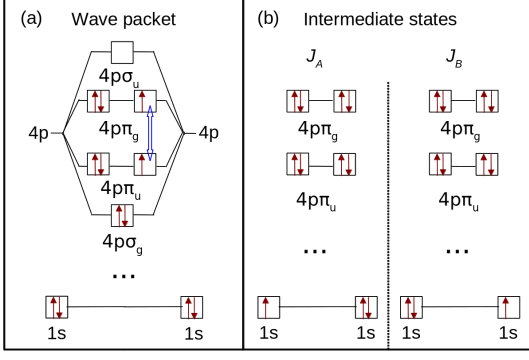 (a) Wave packet
4pσu
4p 4pπg 4p
4pπu
4pσg
...
1s 1s
(b) Intermediate states
JA JB
4pπg 4pπg
4pπu 4pπu
... ...
1s 1s 1s 1s